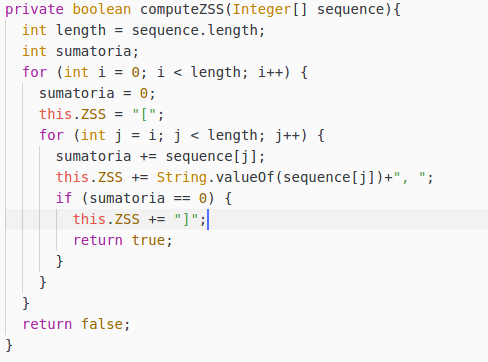 private boolean computeZSS(Integer[] sequence){
  int length = sequence.length;
  int sumatoria;
  for (int i = 0; i < length; i++) {
    sumatoria = 0;
    this.ZSS = "[";
    for (int j = i; j < length; j++) {
      sumatoria += sequence[j];
      this.ZSS += String.valueOf(sequence[j])+", ";
      if (sumatoria == 0) {
        this.ZSS += "]";
        return true;
      }
    }
  }
  return false;
}